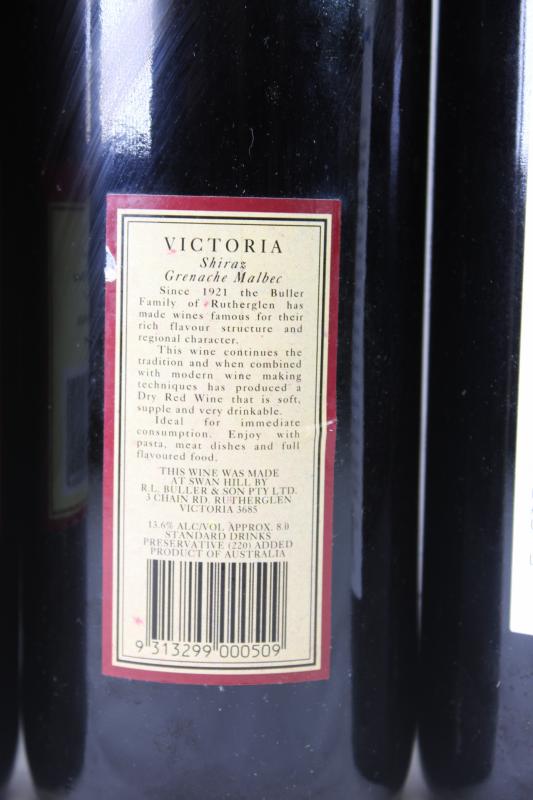 VICTORIA
Shiraz
Grenache Malbec
Since 1921 the Buller
Family of Rutherglen has
made wines famous for their
rich flavour structure and
regional character.
This wine continues the
tradition and when combined
with modern wine making
techniques has produced a
Dry Red Wine that is soft,
supple and very drinkable.
Ideal for immediate
consumption. Enjoy with
pasta, meat dishes and full
flavoured food.
THIS WINE WAS MADE
AT SWAN HILL BY
R.L. BULLER & SON PTY LTD.
3 CHAIN RD. RUTHERGLEN
VICTORIA 3685
13.6% ALC/VOL APPROX. 8.0
STANDARD DRINKS
PRESERVATIVE (220) ADDED
PRODUCT OF AUSTRALIA
9 313299 000509